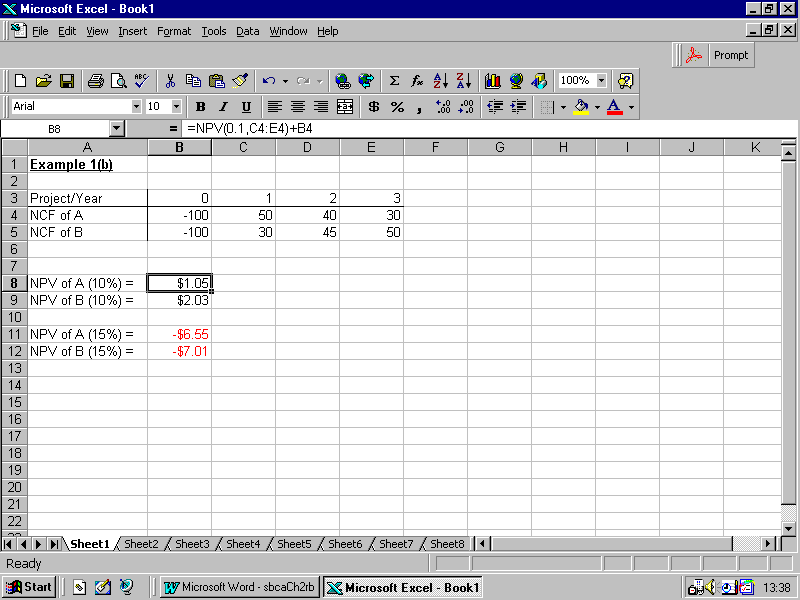 Microsoft Excel - Book1
File Edit View Insert Format Tools Data Window Help
Prompt
100%
Arial 10 B I U $ % ,
B8 = =NPV(0.1,C4:E4)+B4
A B C D E F G H I J K
1 Example 1(b)
2
3 Project/Year 0 1 2 3
4 NCF of A -100 50 40 30
5 NCF of B -100 30 45 50
6
7
8 NPV of A (10%) = $1.05
9 NPV of B (10%) = $2.03
10
11 NPV of A (15%) = -$6.55
12 NPV of B (15%) = -$7.01
13
14
15
16
17
18
19
20
21
22
Sheet1 Sheet2 Sheet3 Sheet4 Sheet5 Sheet6 Sheet7 Sheet8
Ready
Start Microsoft Word - sbcaCh2rb Microsoft Excel - Book1 13:38